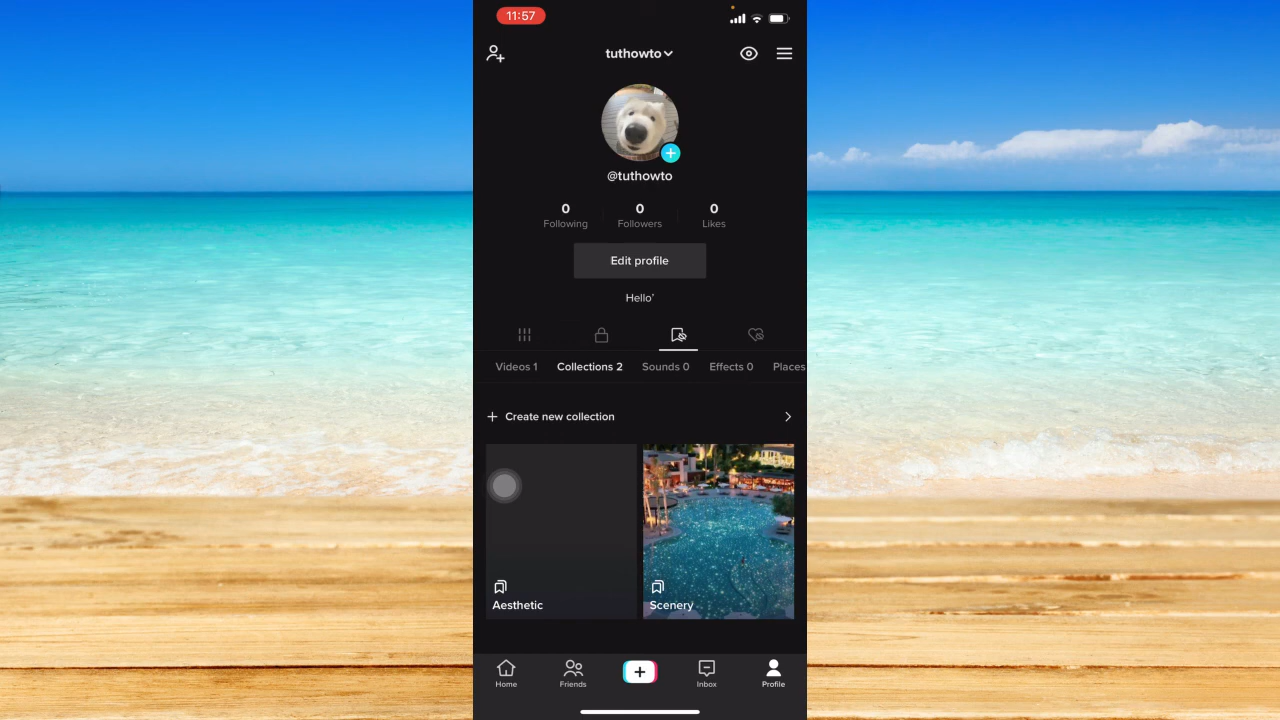 11:57
tuthowto
@tuthowto
0 0 0
Following Followers Likes
Edit profile
Hello'
Videos 1 Collections 2 Sounds 0 Effects 0 Places
+ Create new collection
Aesthetic Scenery
Home Friends Inbox Profile